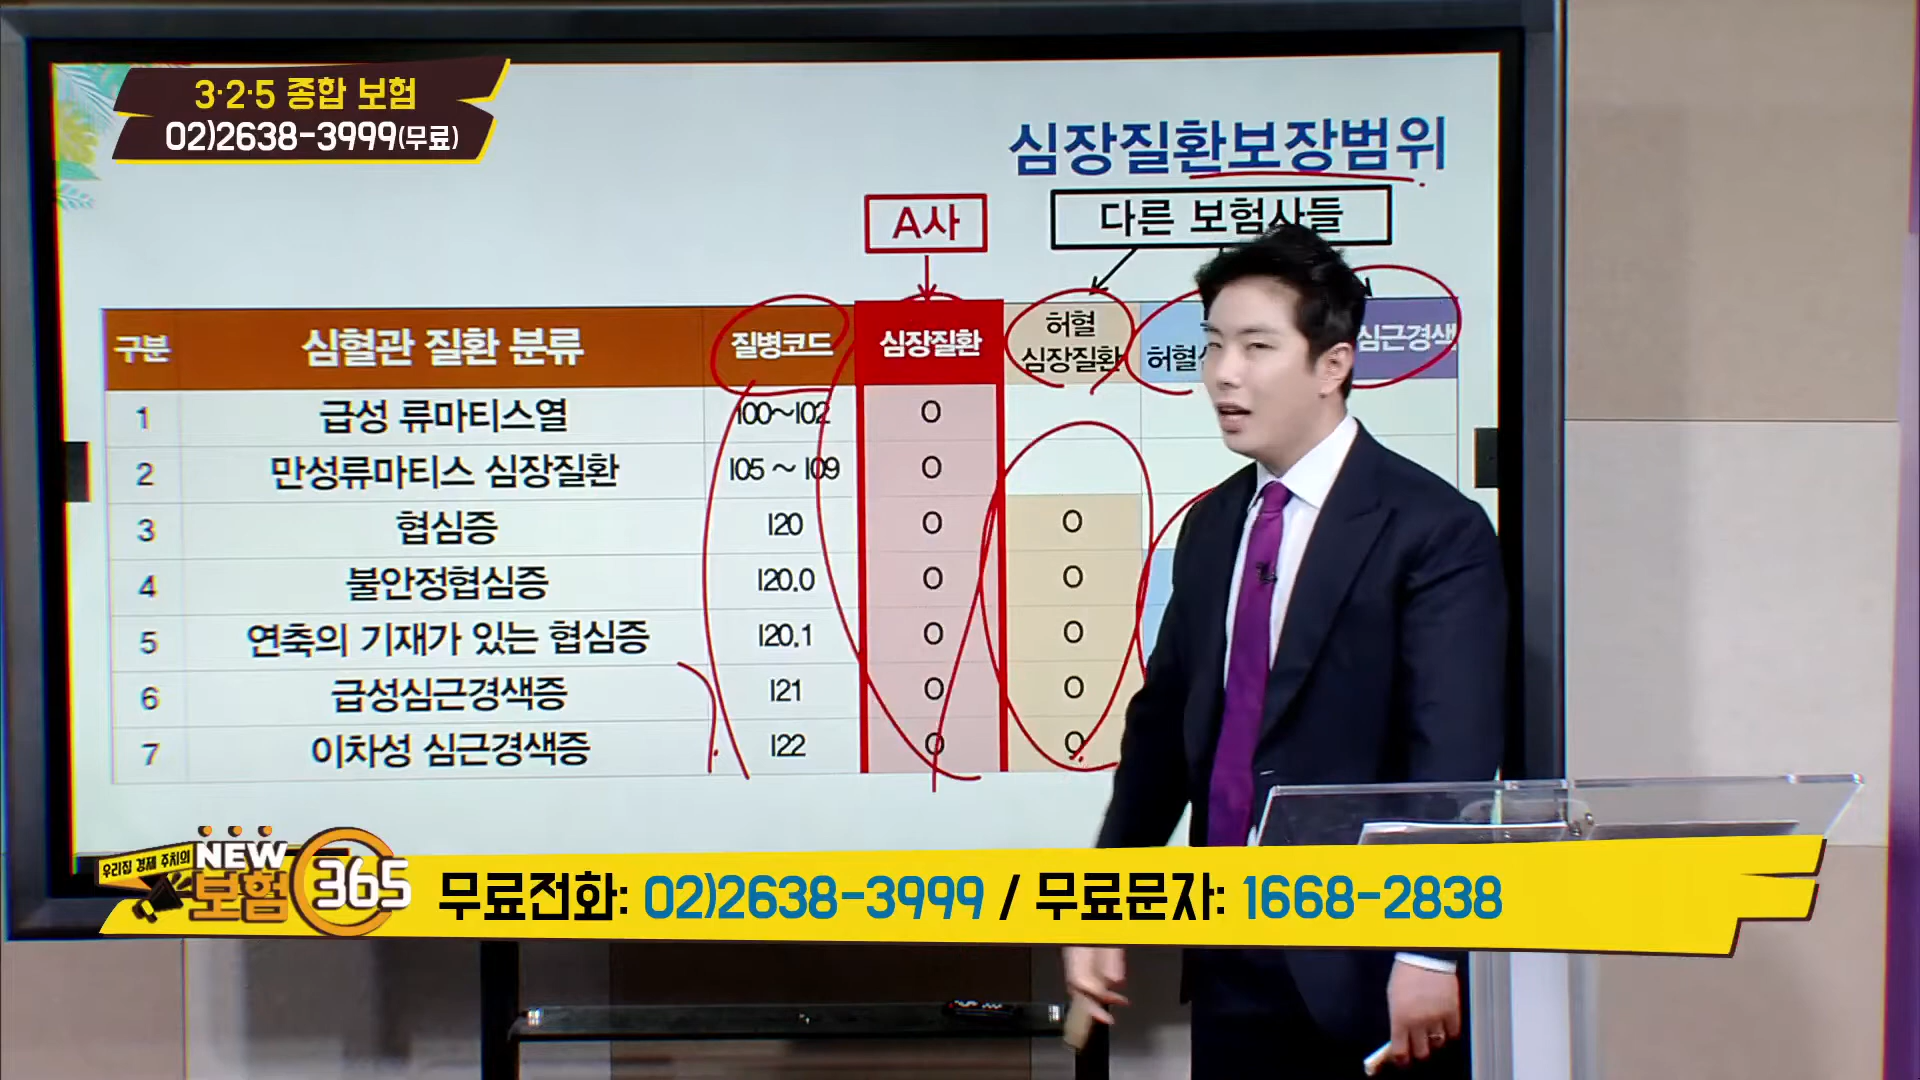 3·2·5 종합 보험
02)2638-3999(무료)
심장질환보장범위
A사
다른 보험사들
구분 심혈관 질환 분류 질병코드 심장질환 허혈 심장질환 심근경색
1 급성 류마티스열 I00~I02 O
2 만성류마티스 심장질환 I05 ~ I09 O
3 협심증 I20 O O
4 불안정협심증 I20.0 O O
5 연축의 기재가 있는 협심증 I20.1 O O
6 급성심근경색증 I21 O O
7 이차성 심근경색증 I22 O O
우리집 경제 주치의
NEW
보험 365
무료전화: 02)2638-3999 / 무료문자: 1668-2838